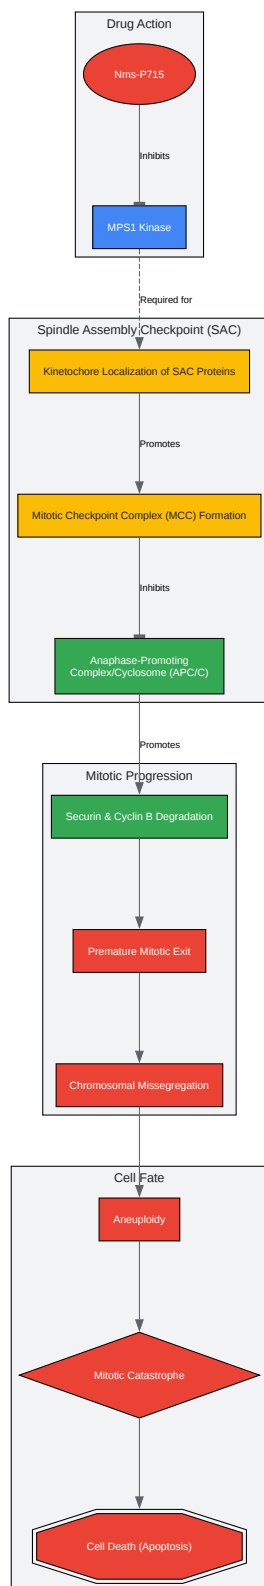 Drug Action
Nms-P715
Inhibits
MPS1 Kinase
Required for
Spindle Assembly Checkpoint (SAC)
Kinetochore Localization of SAC Proteins
Promotes
Mitotic Checkpoint Complex (MCC) Formation
Inhibits
Anaphase-Promoting
Complex/Cyclosome (APC/C)
Promotes
Mitotic Progression
Securin & Cyclin B Degradation
Premature Mitotic Exit
Chromosomal Missegregation
Cell Fate
Aneuploidy
Mitotic Catastrophe
Cell Death (Apoptosis)